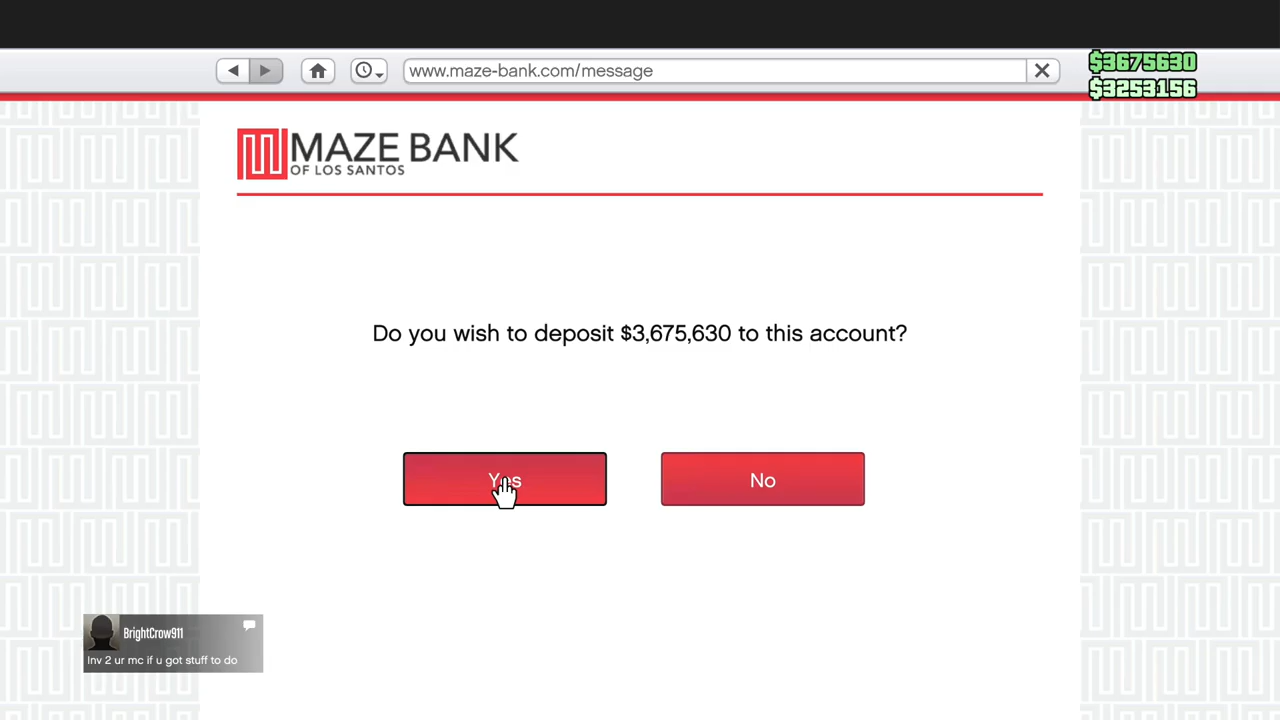 www.maze-bank.com/message
$3675630
$3253156
MAZE BANK
OF LOS SANTOS
Do you wish to deposit $3,675,630 to this account?
Yes
No
BrightCrow911
Inv 2 ur mc if u got stuff to do